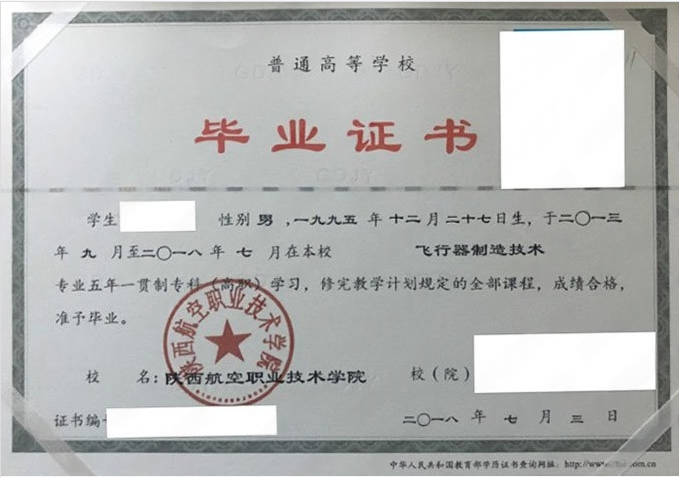 普通高等学校
毕业证书
学生 性别 男 ,一九九五 年 十二 月 二十七 日生, 于二〇一三
年 九 月至二〇一八 年 七 月在本校 飞行器制造技术
专业五年一贯制专科(高职)学习, 修完教学计划规定的全部课程, 成绩合格,
准予毕业。
陕西航空职业技术学院
校 名: 陕西航空职业技术学院 校(院)
证书编 二〇一八 年 七 月 三 日
中华人民共和国教育部学历证书查询网址: http://www. .com.cn